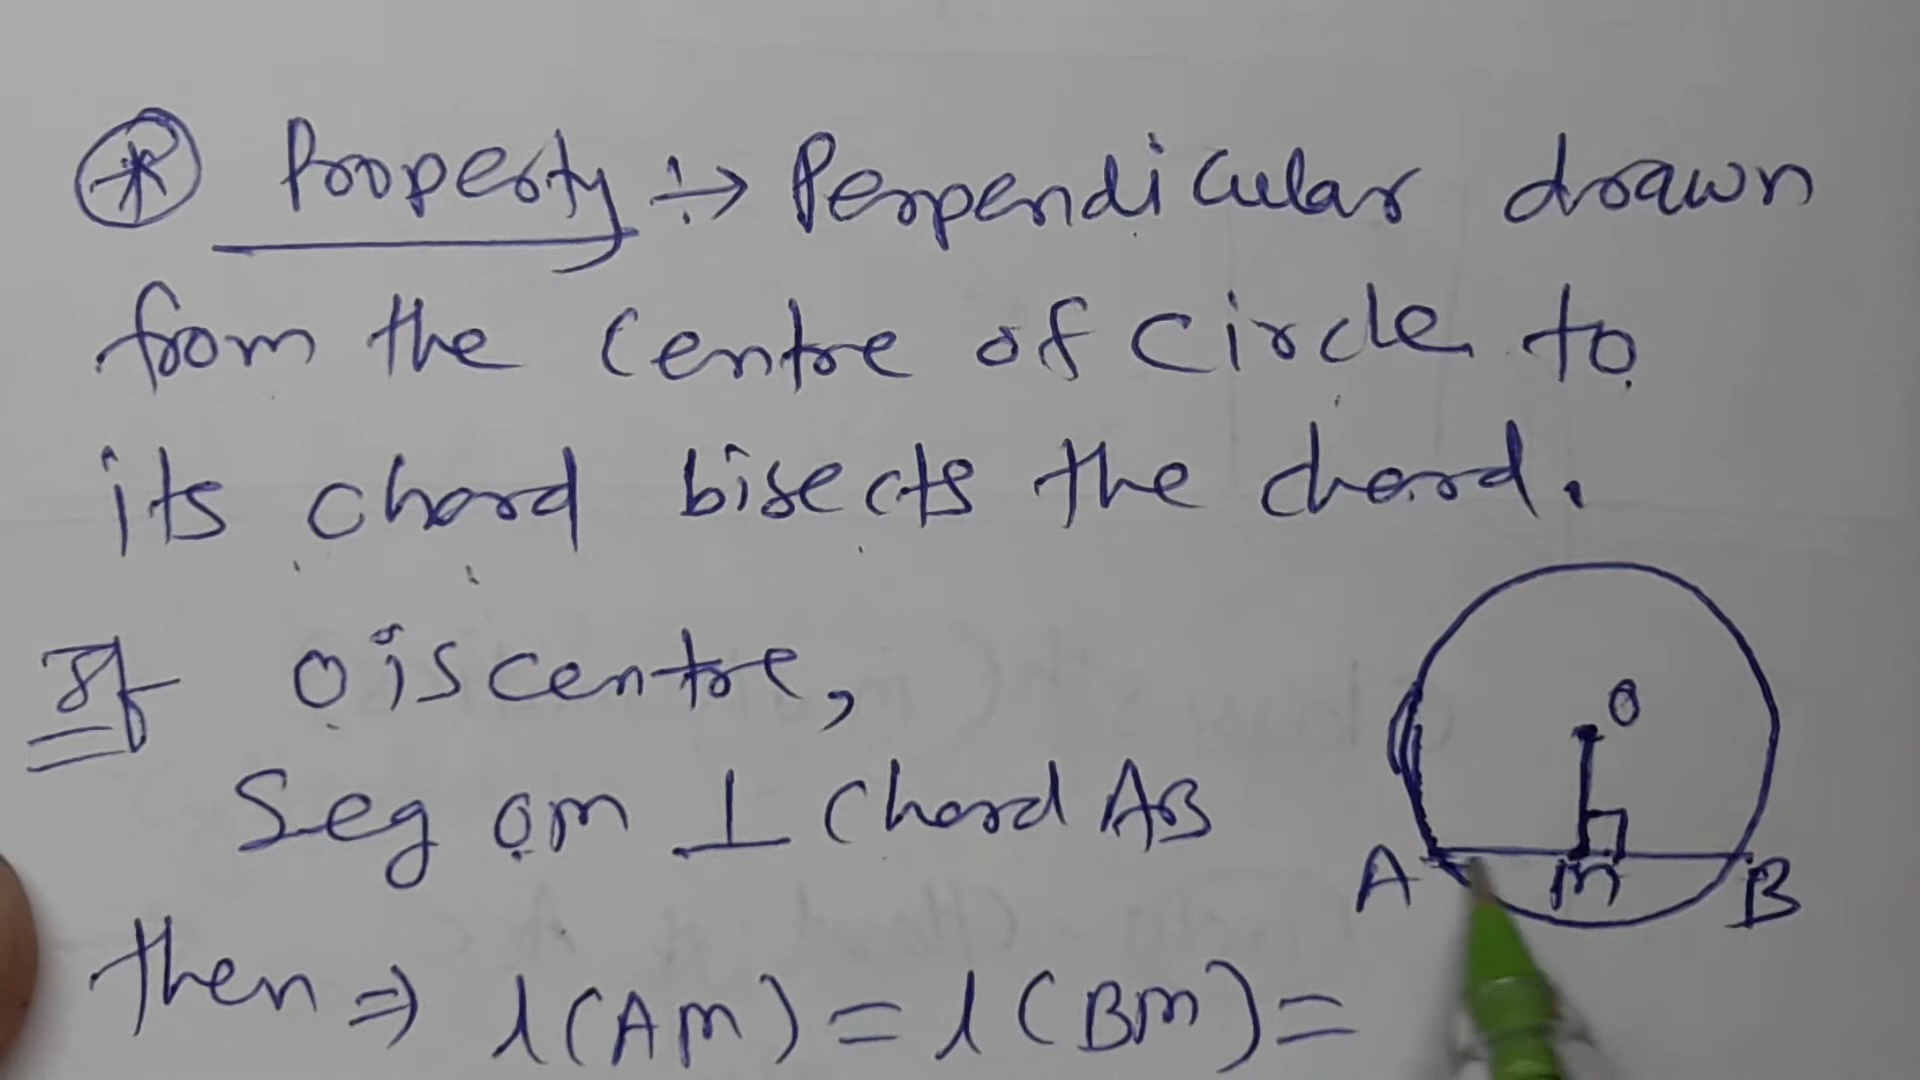 * Property ÷→ Perpendicular drawn
from the centre of circle to
its chord bisects the chord.
If O is centre,
Seg om ⊥ chord AB
then ⇒ l(AM) = l(BM) =
O
A M B